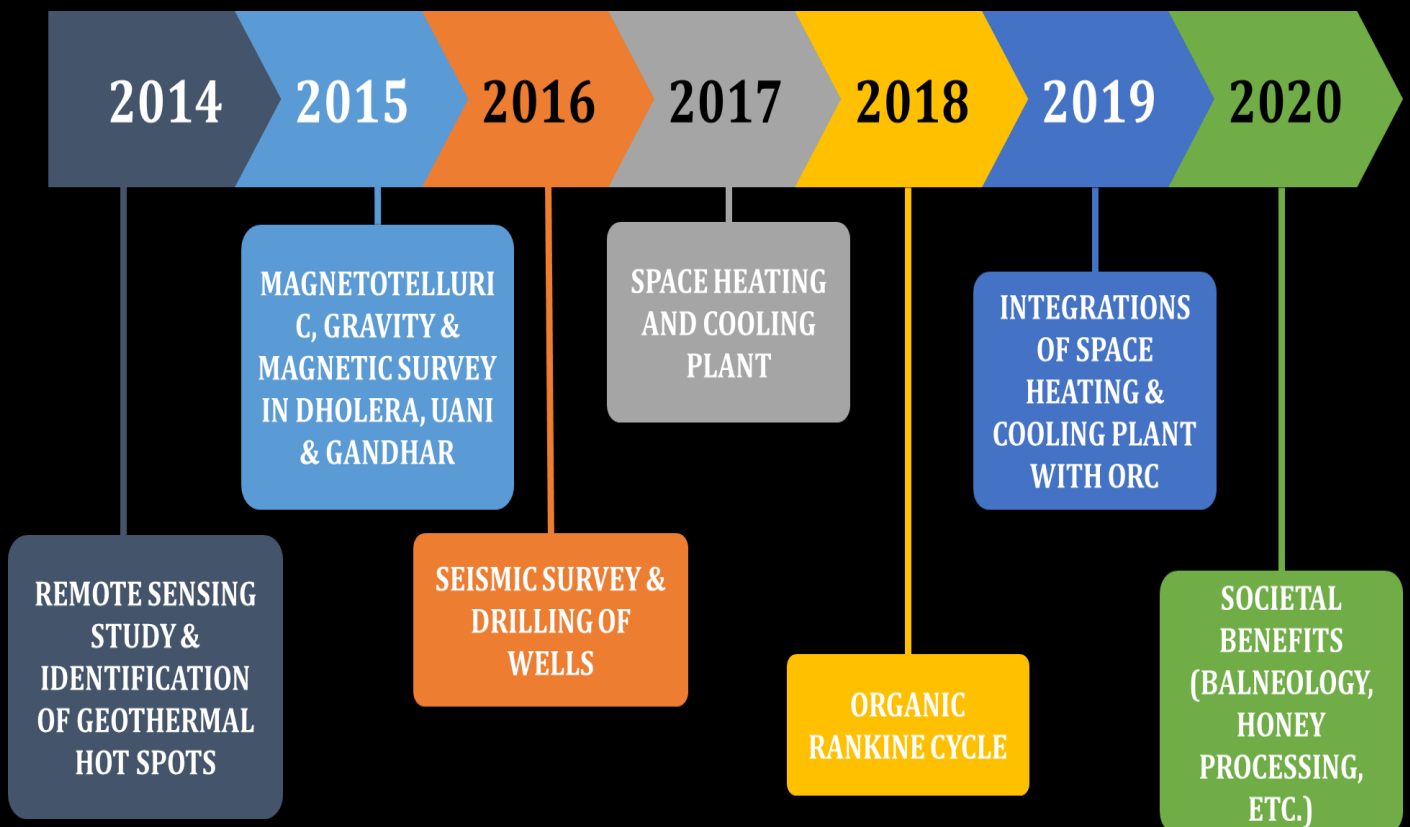 2014
2015
2016
2017
2018
2019
2020
REMOTE SENSING
STUDY &
IDENTIFICATION
OF GEOTHERMAL
HOT SPOTS
MAGNETOTELLURI
C, GRAVITY &
MAGNETIC SURVEY
IN DHOLERA, UANI
& GANDHAR
SEISMIC SURVEY &
DRILLING OF
WELLS
SPACE HEATING
AND COOLING
PLANT
ORGANIC
RANKINE CYCLE
INTEGRATIONS
OF SPACE
HEATING &
COOLING PLANT
WITH ORC
SOCIETAL
BENEFITS
(BALNEOLOGY,
HONEY
PROCESSING,
ETC.)